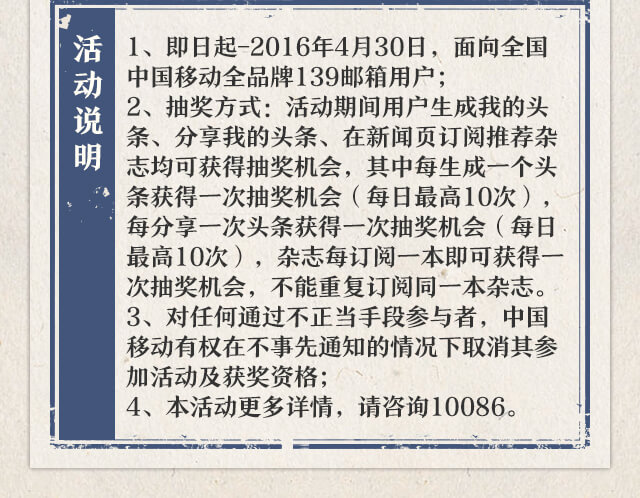 活动说明
1、即日起-2016年4月30日，面向全国
中国移动全品牌139邮箱用户；
2、抽奖方式：活动期间用户生成我的头
条、分享我的头条、在新闻页订阅推荐杂
志均可获得抽奖机会，其中每生成一个头
条获得一次抽奖机会（每日最高10次），
每分享一次头条获得一次抽奖机会（每日
最高10次），杂志每订阅一本即可获得一
次抽奖机会，不能重复订阅同一本杂志。
3、对任何通过不正当手段参与者，中国
移动有权在不事先通知的情况下取消其参
加活动及获奖资格；
4、本活动更多详情，请咨询10086。